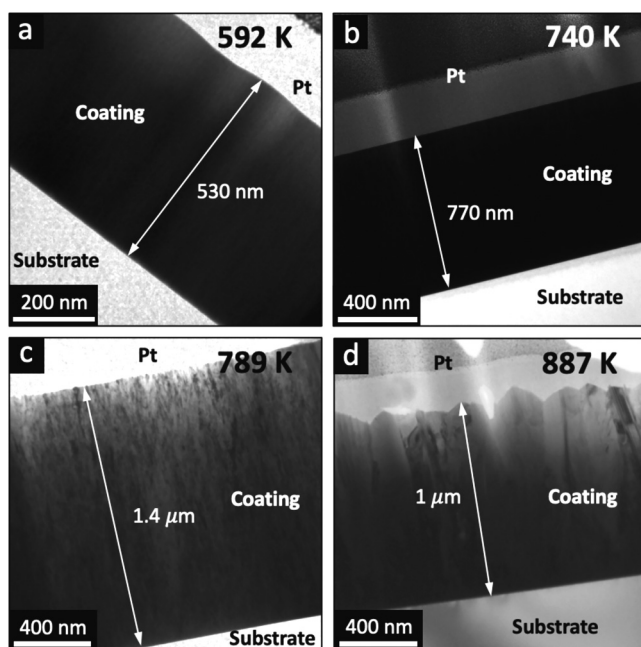 a
592 K
Pt
Coating
530 nm
Substrate
200 nm
b
740 K
Pt
Coating
770 nm
Substrate
400 nm
c
Pt
789 K
Coating
1.4 μm
Substrate
400 nm
d
Pt
887 K
Coating
1 μm
Substrate
400 nm